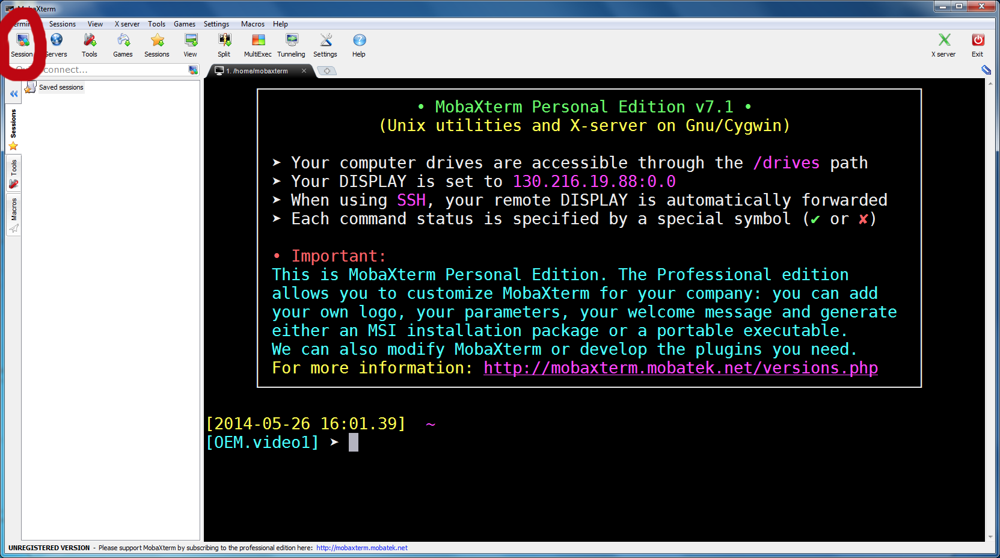 MobaXterm
Sessions View X server Tools Games Settings Macros Help
Session Servers Tools Games Sessions View Split MultiExec Tunneling Settings Help X server Exit
connect...
1. /home/mobaxterm
Saved sessions
Sessions
Tools
Macros
• MobaXterm Personal Edition v7.1 •
(Unix utilities and X-server on Gnu/Cygwin)
➤ Your computer drives are accessible through the /drives path
➤ Your DISPLAY is set to 130.216.19.88:0.0
➤ When using SSH, your remote DISPLAY is automatically forwarded
➤ Each command status is specified by a special symbol (✔ or ✘)
• Important:
This is MobaXterm Personal Edition. The Professional edition
allows you to customize MobaXterm for your company: you can add
your own logo, your parameters, your welcome message and generate
either an MSI installation package or a portable executable.
We can also modify MobaXterm or develop the plugins you need.
For more information: http://mobaxterm.mobatek.net/versions.php
[2014-05-26 16:01.39] ~
[OEM.video1] ➤
UNREGISTERED VERSION - Please support MobaXterm by subscribing to the professional edition here: http://mobaxterm.mobatek.net